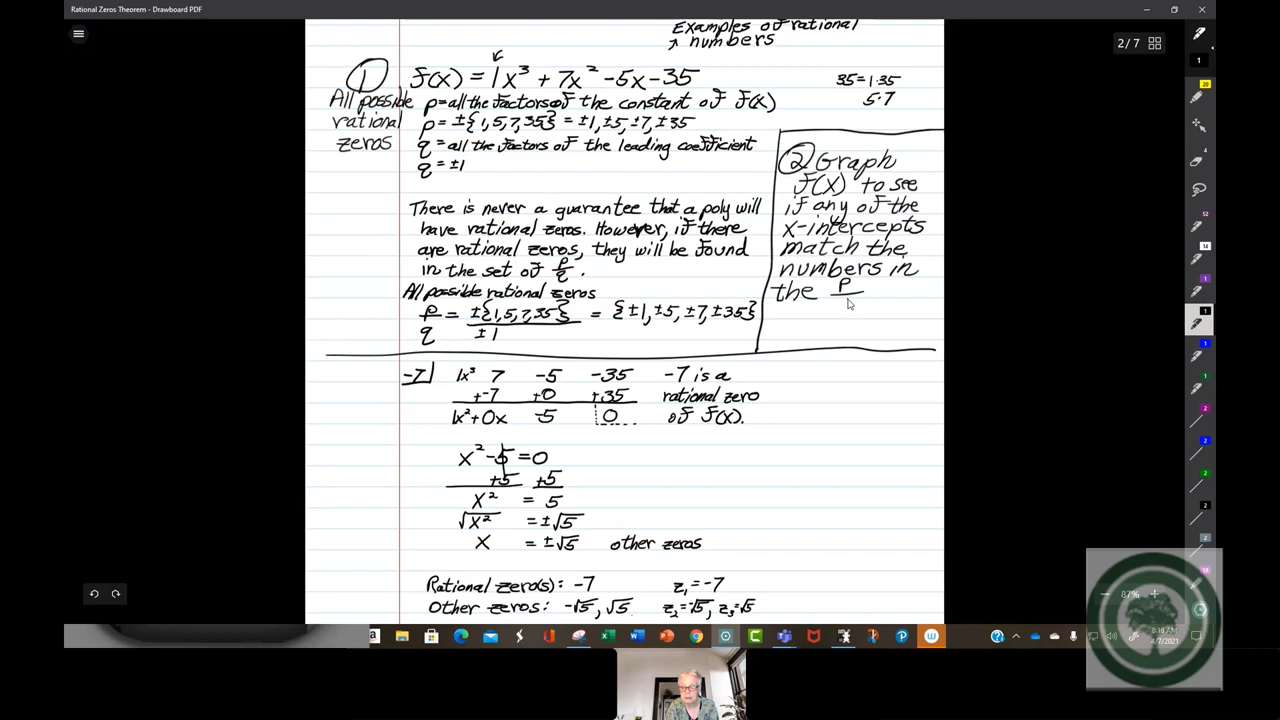 Rational Zeros Theorem - Drawboard PDF
2/7
Examples of rational
numbers
1 f(x) = 1x³ + 7x² - 5x - 35
35 = 1·35
5·7
All possible
rational
zeros
p = all the factors of the constant of f(x)
p = ±{1, 5, 7, 35} = ±1, ±5, ±7, ±35
q = all the factors of the leading coefficient
q = ±1
There is never a guarantee that a poly will
have rational zeros. However, if there
are rational zeros, they will be found
in the set of p/q.
All possible rational zeros
p/q = ±{1, 5, 7, 35}/±1 = {±1, ±5, ±7, ±35}
2 Graph
f(x) to see
if any of the
x-intercepts
match the
numbers in
the p
-7| 1x³ 7 -5 -35
+-7 +0 +35
1x²+0x -5 0
-7 is a
rational zero
of f(x).
x² - 5 = 0
+5 +5
x² = 5
√x² = ±√5
x = ±√5 other zeros
Rational zero(s): -7 z₁ = -7
Other zeros: -√5, √5 z₂ = -√5, z₃ = √5
87%
8:19 AM
4/7/2021